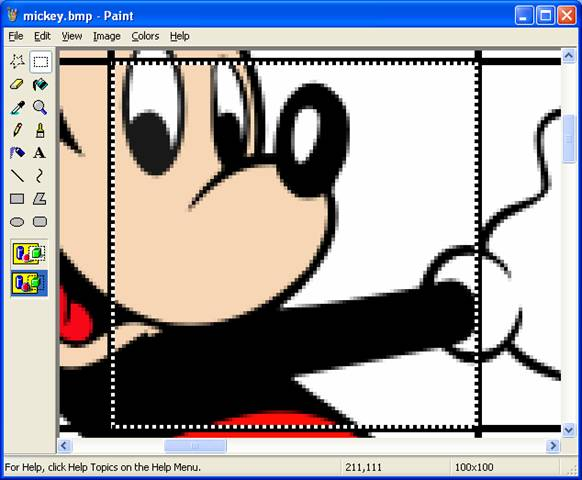 mickey.bmp - Paint
File Edit View Image Colors Help
A
For Help, click Help Topics on the Help Menu. 211,111 100x100